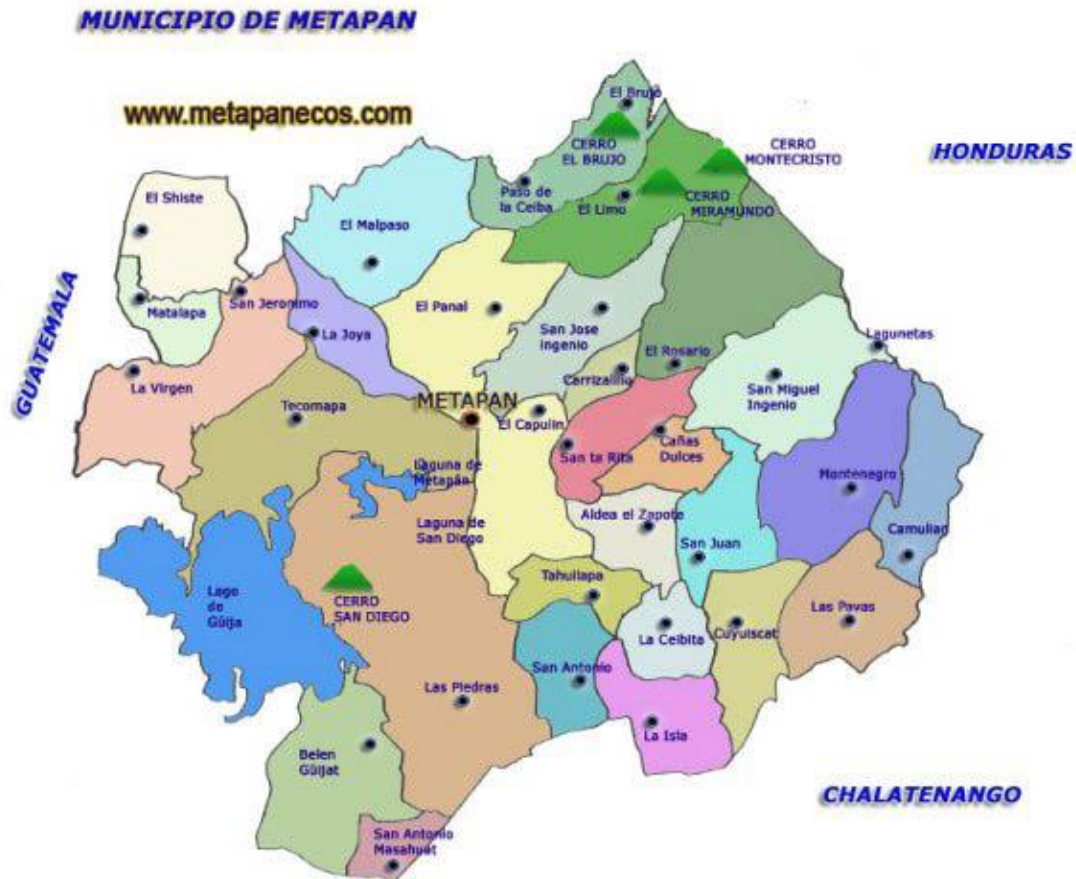 MUNICIPIO DE METAPAN
www.metapanecos.com
El Brujo
CERRO
EL BRUJO
CERRO
MONTECRISTO
HONDURAS
Paso de
la Ceiba
El Limo
CERRO
MIRAMUNDO
El Shiste
El Malpaso
GUATEMALA
Matalapa
San Jeronimo
La Joya
El Panal
San Jose
Ingenio
El Rosario
Lagunetas
La Virgen
Carrizalillo
San Miguel
Ingenio
Tecomapa
METAPAN
El Capulin
San ta Rita
Cañas
Dulces
Laguna de
Metapán
Montenegro
Laguna de
San Diego
Aldea el Zapote
San Juan
Camulian
Tahuilapa
Lago
de
Güija
CERRO
SAN DIEGO
La Ceibita
Cuyuiscat
Las Pavas
San Antonio
Las Piedras
La Isla
Belen
Güijat
CHALATENANGO
San Antonio
Masahuat